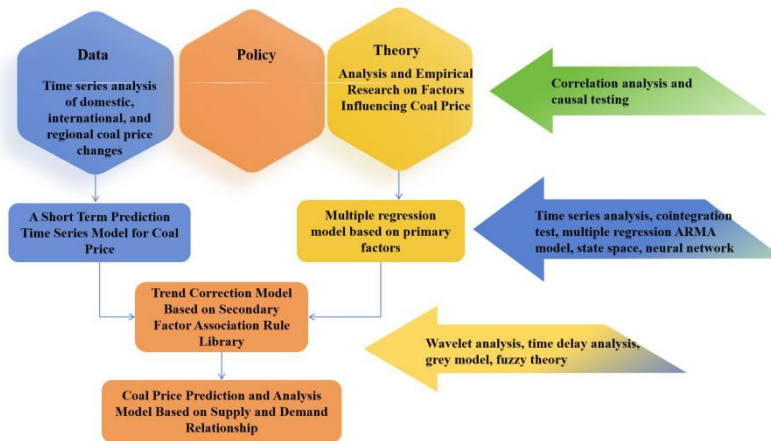 Data
Time series analysis
of domestic,
international, and
regional coal price
changes
Policy
Theory
Analysis and Empirical
Research on Factors
Influencing Coal Price
Correlation analysis and
causal testing
A Short Term Prediction
Time Series Model for Coal
Price
Multiple regression
model based on primary
factors
Time series analysis, cointegration
test, multiple regression ARMA
model, state space, neural network
Trend Correction Model
Based on Secondary
Factor Association Rule
Library
Wavelet analysis, time delay analysis,
grey model, fuzzy theory
Coal Price Prediction and Analysis
Model Based on Supply and Demand
Relationship